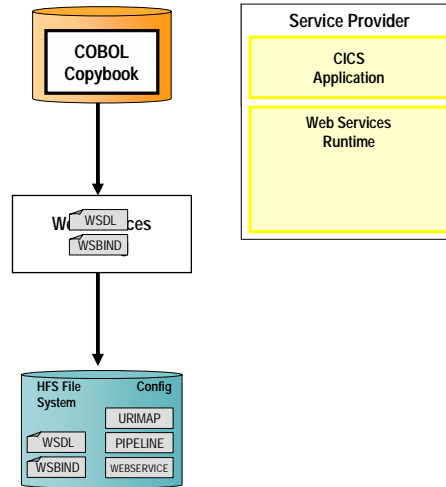 COBOL
Copybook
Service Provider
CICS
Application
Web Services
Runtime
WSDL
WSBIND
HFS File
System
Config
URIMAP
WSDL
PIPELINE
WSBIND
WEBSERVICE